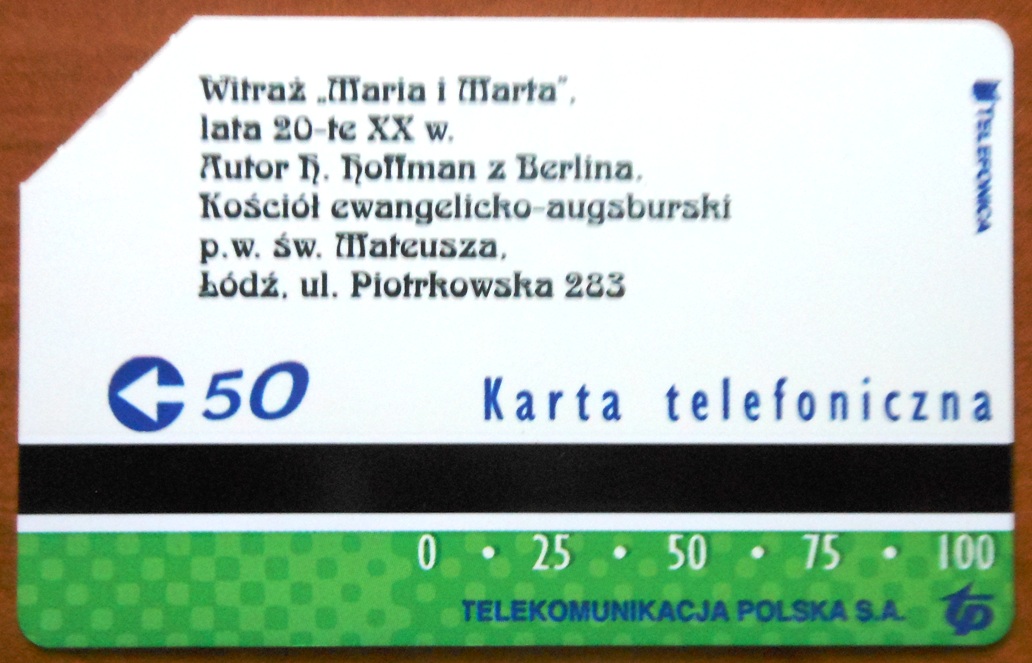 Witraż „Maria i Marta”,
lata 20-te XX w.
Autor H. Hoffman z Berlina,
Kościół ewangelicko-augsburski
p.w. św. Mateusza,
Łódź, ul. Piotrkowska 283
TELEFONICA
50
Karta telefoniczna
0 • 25 • 50 • 75 • 100
TELEKOMUNIKACJA POLSKA S.A.
tp